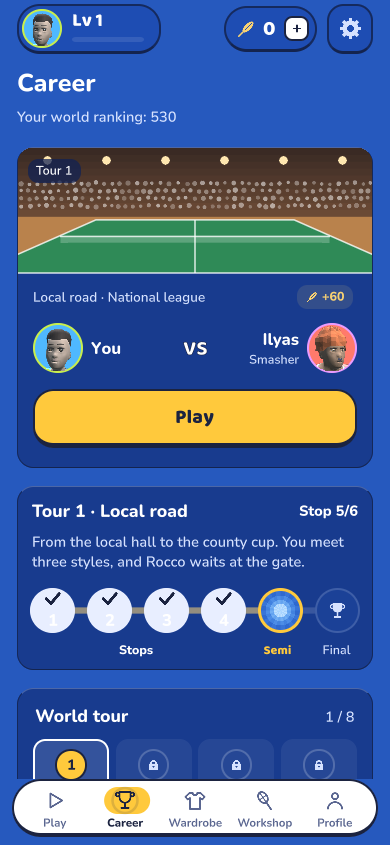 Lv 1
0
+
Career
Your world ranking: 530
Tour 1
Local road · National league
+60
You
VS
Ilyas
Smasher
Play
Tour 1 · Local road
Stop 5/6
From the local hall to the county cup. You meet
three styles, and Rocco waits at the gate.
1
2
3
4
Stops
Semi
Final
World tour
1 / 8
1
Play
Career
Wardrobe
Workshop
Profile